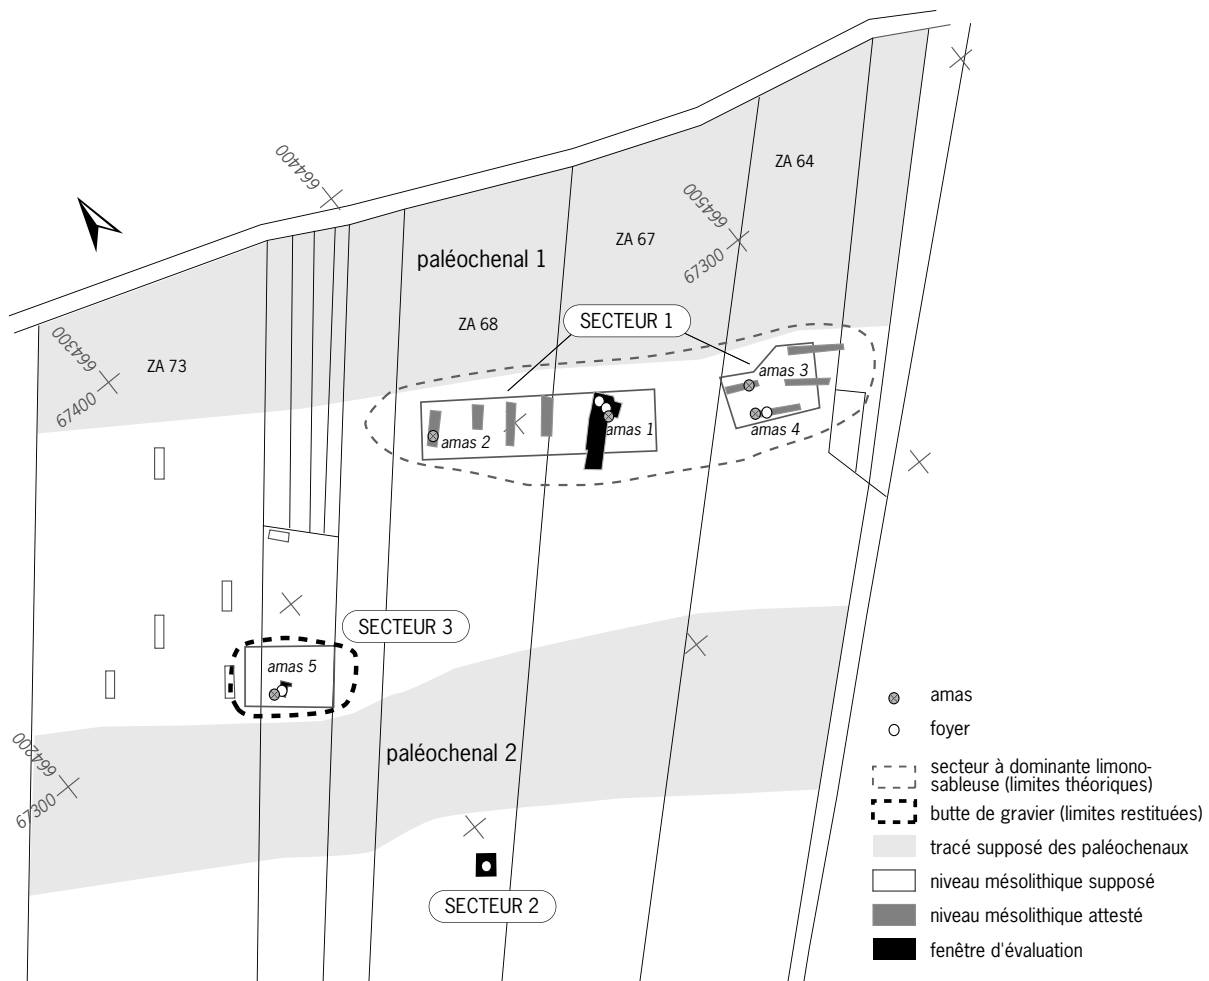 ZA 64
664400
664500
67300
ZA 67
paléochenal 1
SECTEUR 1
ZA 68
664300
67400
ZA 73
amas 3
amas 4
amas 1
amas 2
SECTEUR 3
amas 5
664200
67300
paléochenal 2
SECTEUR 2
amas
foyer
secteur à dominante limono-
sableuse (limites théoriques)
butte de gravier (limites restituées)
tracé supposé des paléochenaux
niveau mésolithique supposé
niveau mésolithique attesté
fenêtre d'évaluation